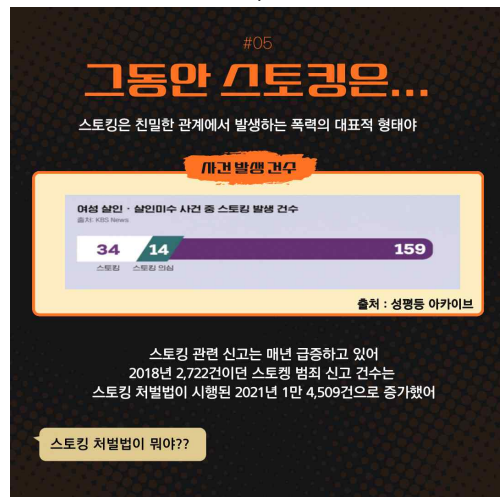 #05
그동안 스토킹은...
스토킹은 친밀한 관계에서 발생하는 폭력의 대표적 형태야
사건 발생 건수
여성 살인 · 살인미수 사건 중 스토킹 발생 건수
출처: KBS News
34 14 159
스토킹 스토킹 의심
출처 : 성평등 아카이브
스토킹 관련 신고는 매년 급증하고 있어
2018년 2,722건이던 스토켕 범죄 신고 건수는
스토킹 처벌법이 시행된 2021년 1만 4,509건으로 증가했어
스토킹 처벌법이 뭐야??